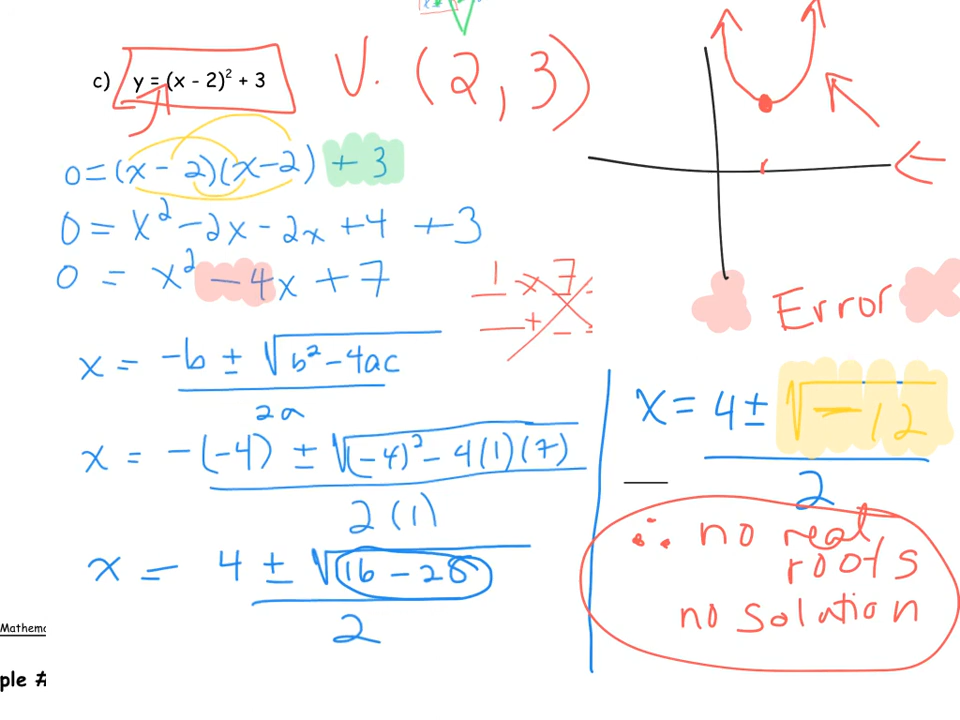 c) y = (x - 2)² + 3
V. (2, 3)
0 = (x - 2)(x - 2) + 3
0 = x² - 2x - 2x + 4 + 3
0 = x² - 4x + 7
1 x 7
+
Error
x = -b ± √b² - 4ac
2a
x = -(-4) ± √(-4)² - 4(1)(7)
2(1)
x = 4 ± √16 - 28
2
x = 4 ± √-12
2
∴ no real
roots
no solution
Mathema
ple #